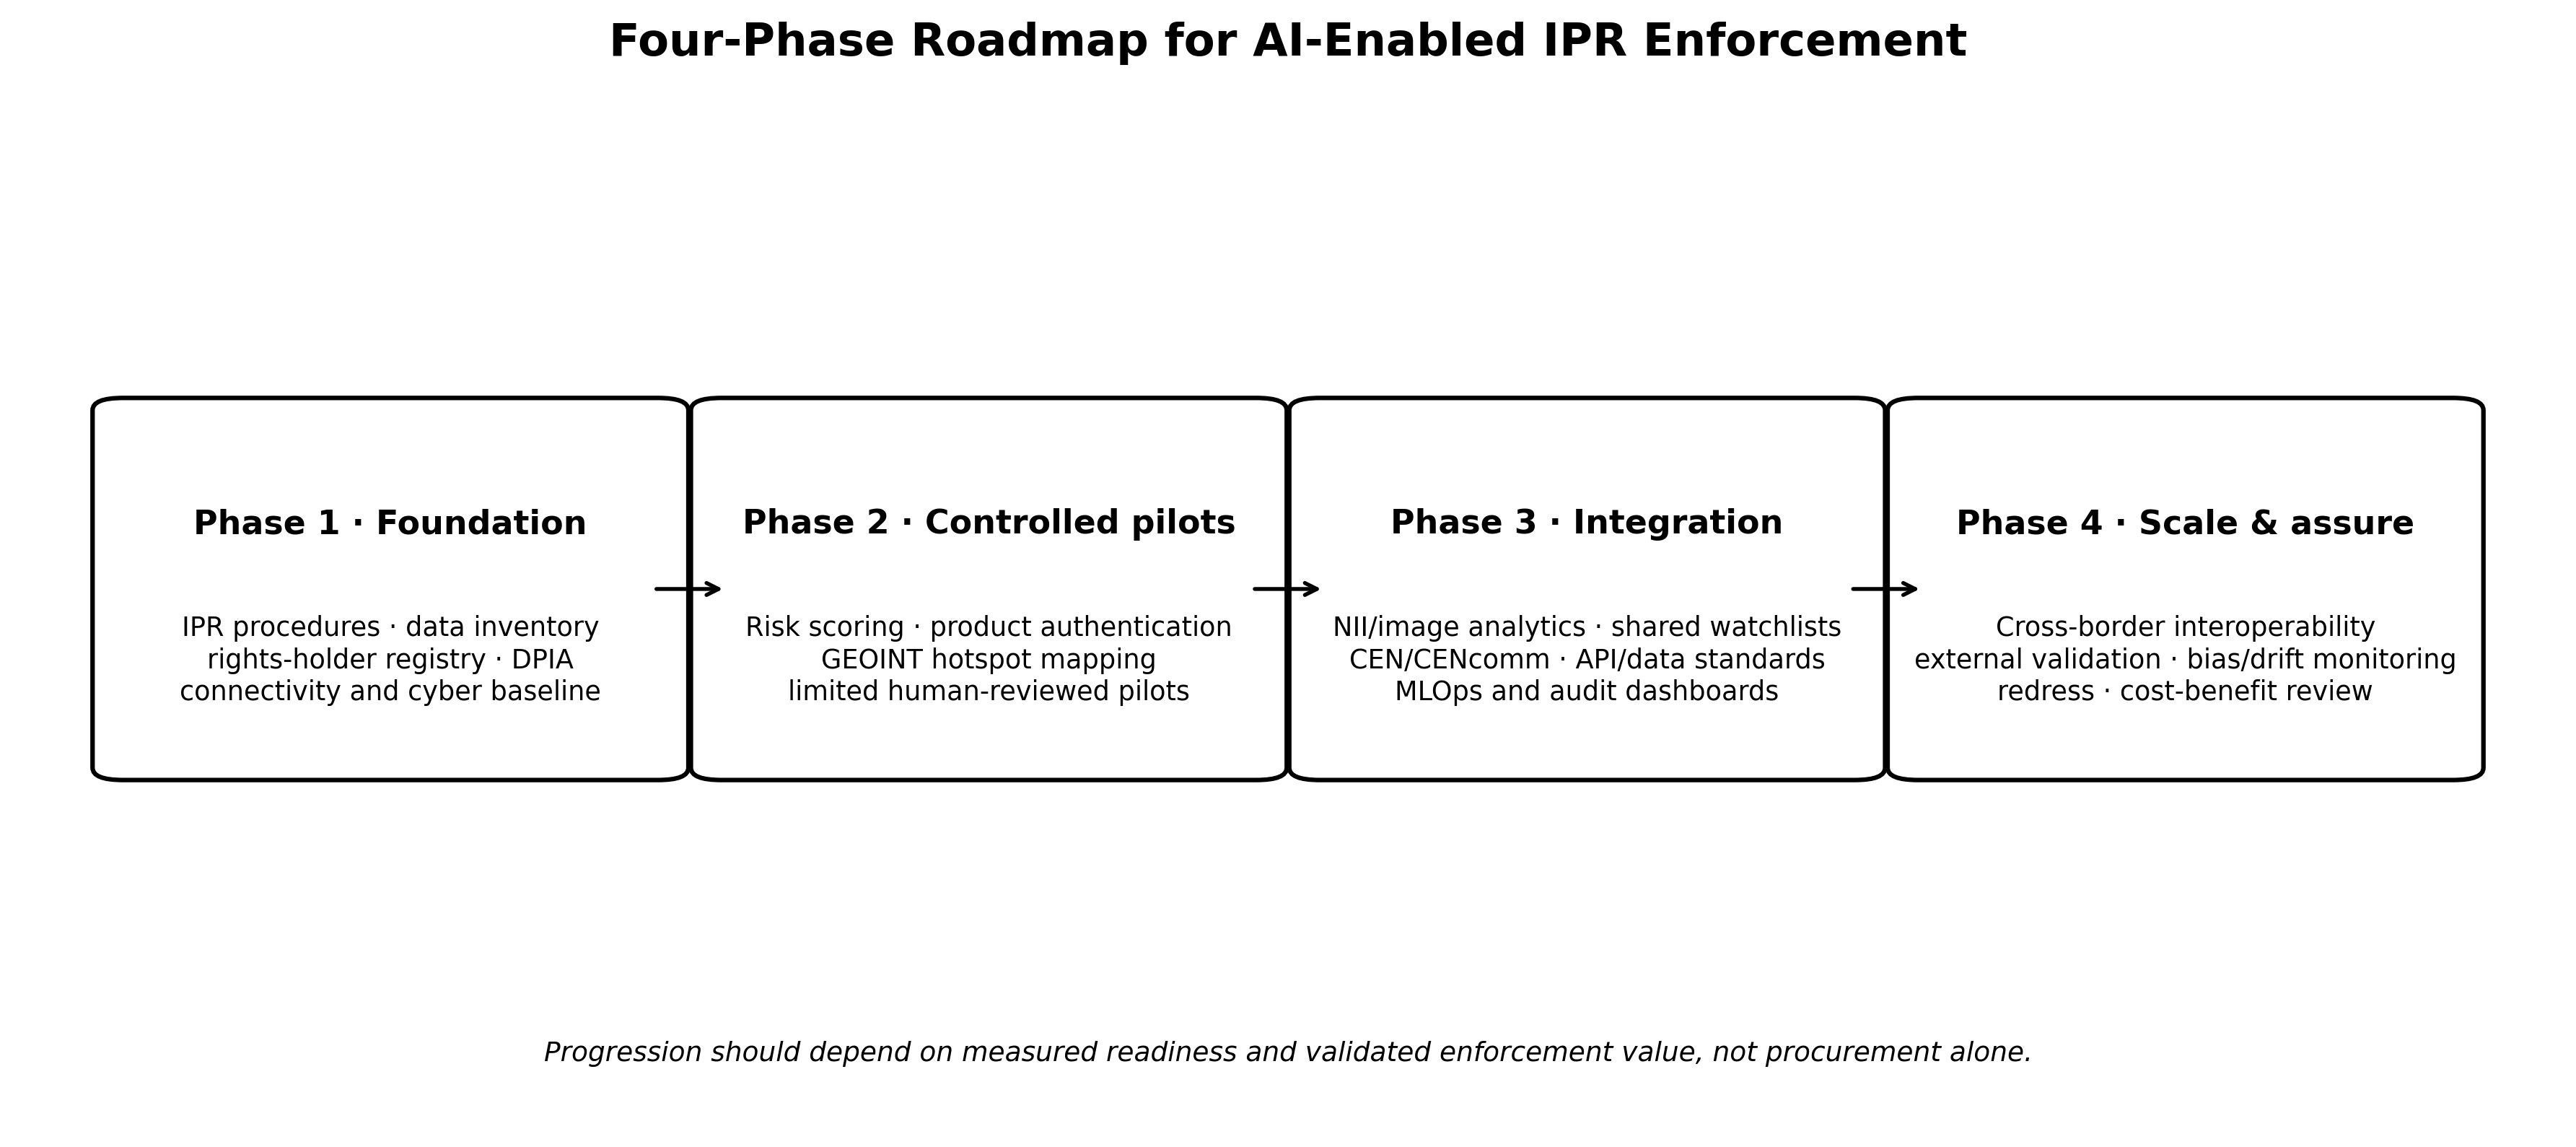 Four-Phase Roadmap for AI-Enabled IPR Enforcement
Phase 1 · Foundation
IPR procedures · data inventory
rights-holder registry · DPIA
connectivity and cyber baseline
Phase 2 · Controlled pilots
Risk scoring · product authentication
GEOINT hotspot mapping
limited human-reviewed pilots
Phase 3 · Integration
NII/image analytics · shared watchlists
CEN/CENcomm · API/data standards
MLOps and audit dashboards
Phase 4 · Scale & assure
Cross-border interoperability
external validation · bias/drift monitoring
redress · cost-benefit review
Progression should depend on measured readiness and validated enforcement value, not procurement alone.